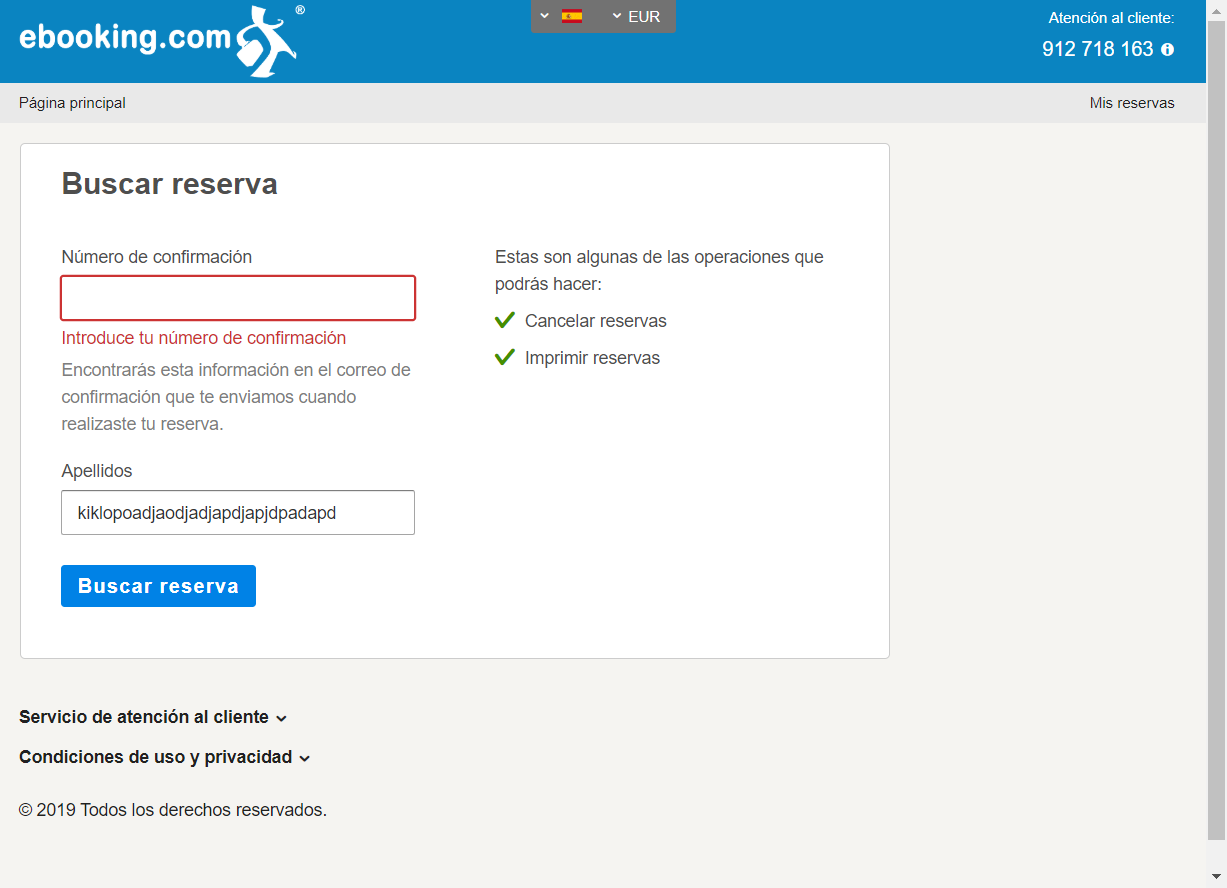 ebooking.com ®
EUR
Atención al cliente:
912 718 163
Página principal
Mis reservas
Buscar reserva
Número de confirmación
Introduce tu número de confirmación
Encontrarás esta información en el correo de
confirmación que te enviamos cuando
realizaste tu reserva.
Apellidos
kiklopoadjaodjadjapdjapjdpadapd
Buscar reserva
Estas son algunas de las operaciones que
podrás hacer:
Cancelar reservas
Imprimir reservas
Servicio de atención al cliente
Condiciones de uso y privacidad
© 2019 Todos los derechos reservados.